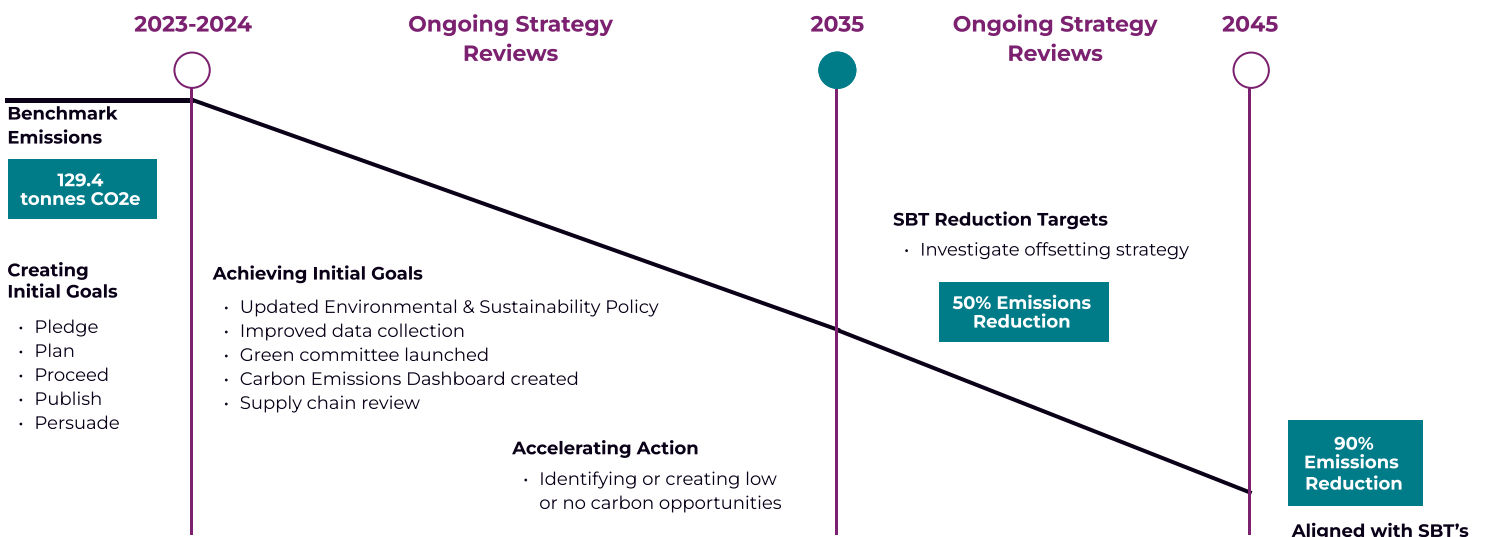 2023-2024
Ongoing Strategy
Reviews
2035
Ongoing Strategy
Reviews
2045
Benchmark
Emissions
129.4
tonnes CO2e
Creating
Initial Goals
• Pledge
• Plan
• Proceed
• Publish
• Persuade
Achieving Initial Goals
• Updated Environmental & Sustainability Policy
• Improved data collection
• Green committee launched
• Carbon Emissions Dashboard created
• Supply chain review
Accelerating Action
• Identifying or creating low
or no carbon opportunities
SBT Reduction Targets
• Investigate offsetting strategy
50% Emissions
Reduction
90%
Emissions
Reduction
Aligned with SBT's